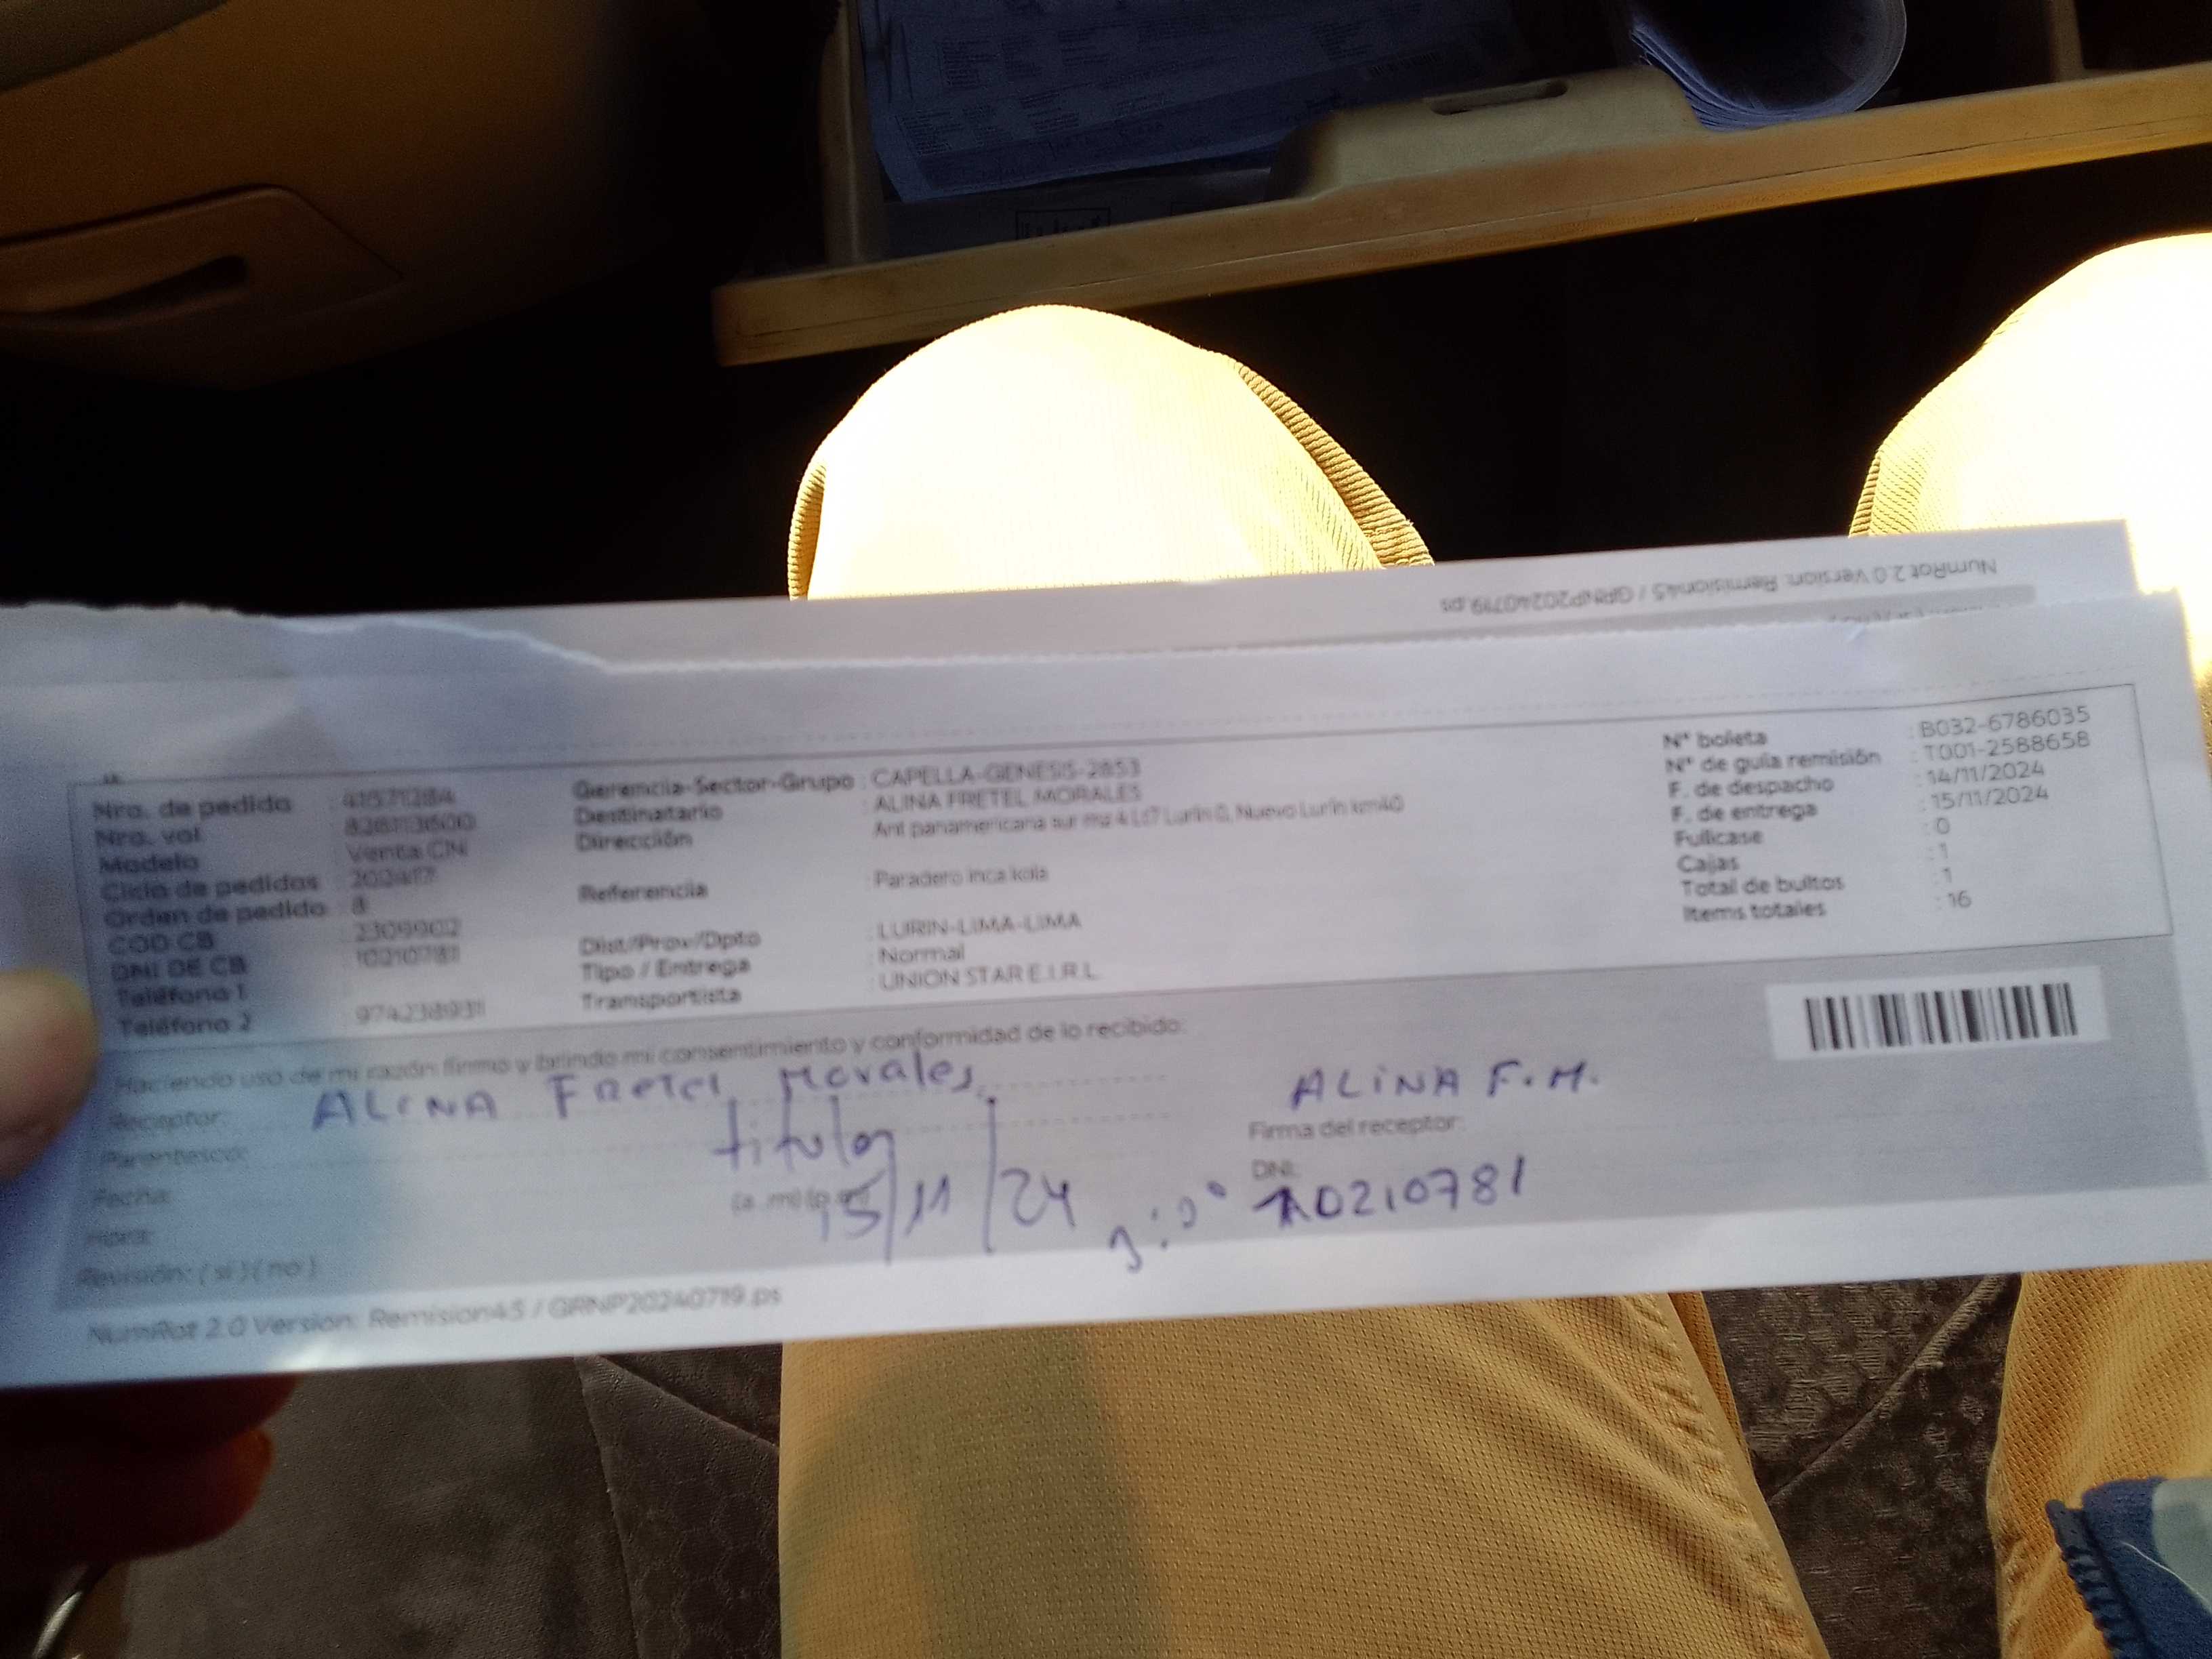 NumRot 2.0 Version: Remision45 / GRNP20240719.ps
Nro. de pedido
Nro. val : 8261113600
Modelo : Venta CN
Ciclo de pedidos : 202417
Orden de pedido : 8
COD CB : 2309902
DNI DE CB : 10210781
Teléfono 1
Teléfono 2 : 974238931
Gerencia-Sector-Grupo : CAPELLA-GENESIS-2853
Destinatario : ALINA FRETEL MORALES
Dirección : Ant panamericana sur mz 4 Lt7 Lurin 0, Nuevo Lurin km40
Referencia : Paradero inca kola
Dist/Prov/Dpto : LURIN-LIMA-LIMA
Tipo / Entrega : Normal
Transportista : UNION STAR E.I.R.L
N° boleta : B032-6786035
N° de guía remisión : T001-2588658
F. de despacho : 14/11/2024
F. de entrega : 15/11/2024
Fullcase : 0
Cajas : 1
Total de bultos : 1
Items totales : 16
Haciendo uso de mi razón firmo y brindo mi consentimiento y conformidad de lo recibido:
Receptor: ALINA FRETEL Morales
Parentesco: titular
Fecha: 15/11/24
Hora: (a .m) (p.m)
Revisión: ( si ) ( no )
ALINA F.M.
Firma del receptor:
DNI: 10210781
NumRot 2.0 Version: Remision45 / GRNP20240719.ps